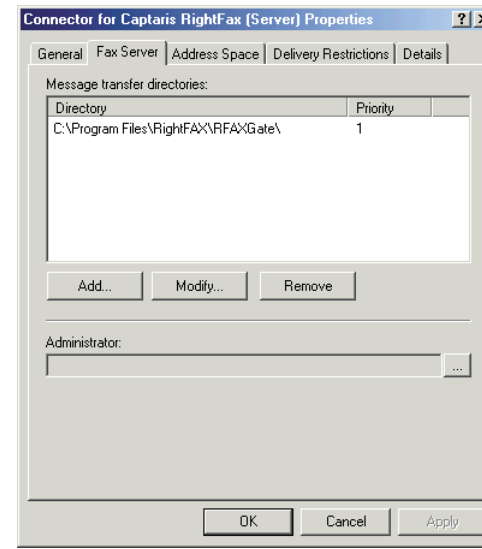 Connector for Captaris RightFax (Server) Properties ?
General Fax Server Address Space Delivery Restrictions Details
Message transfer directories:
Directory Priority
C:\Program Files\RightFAX\RFAXGate\ 1
Add... Modify... Remove
Administrator:
...
OK Cancel Apply